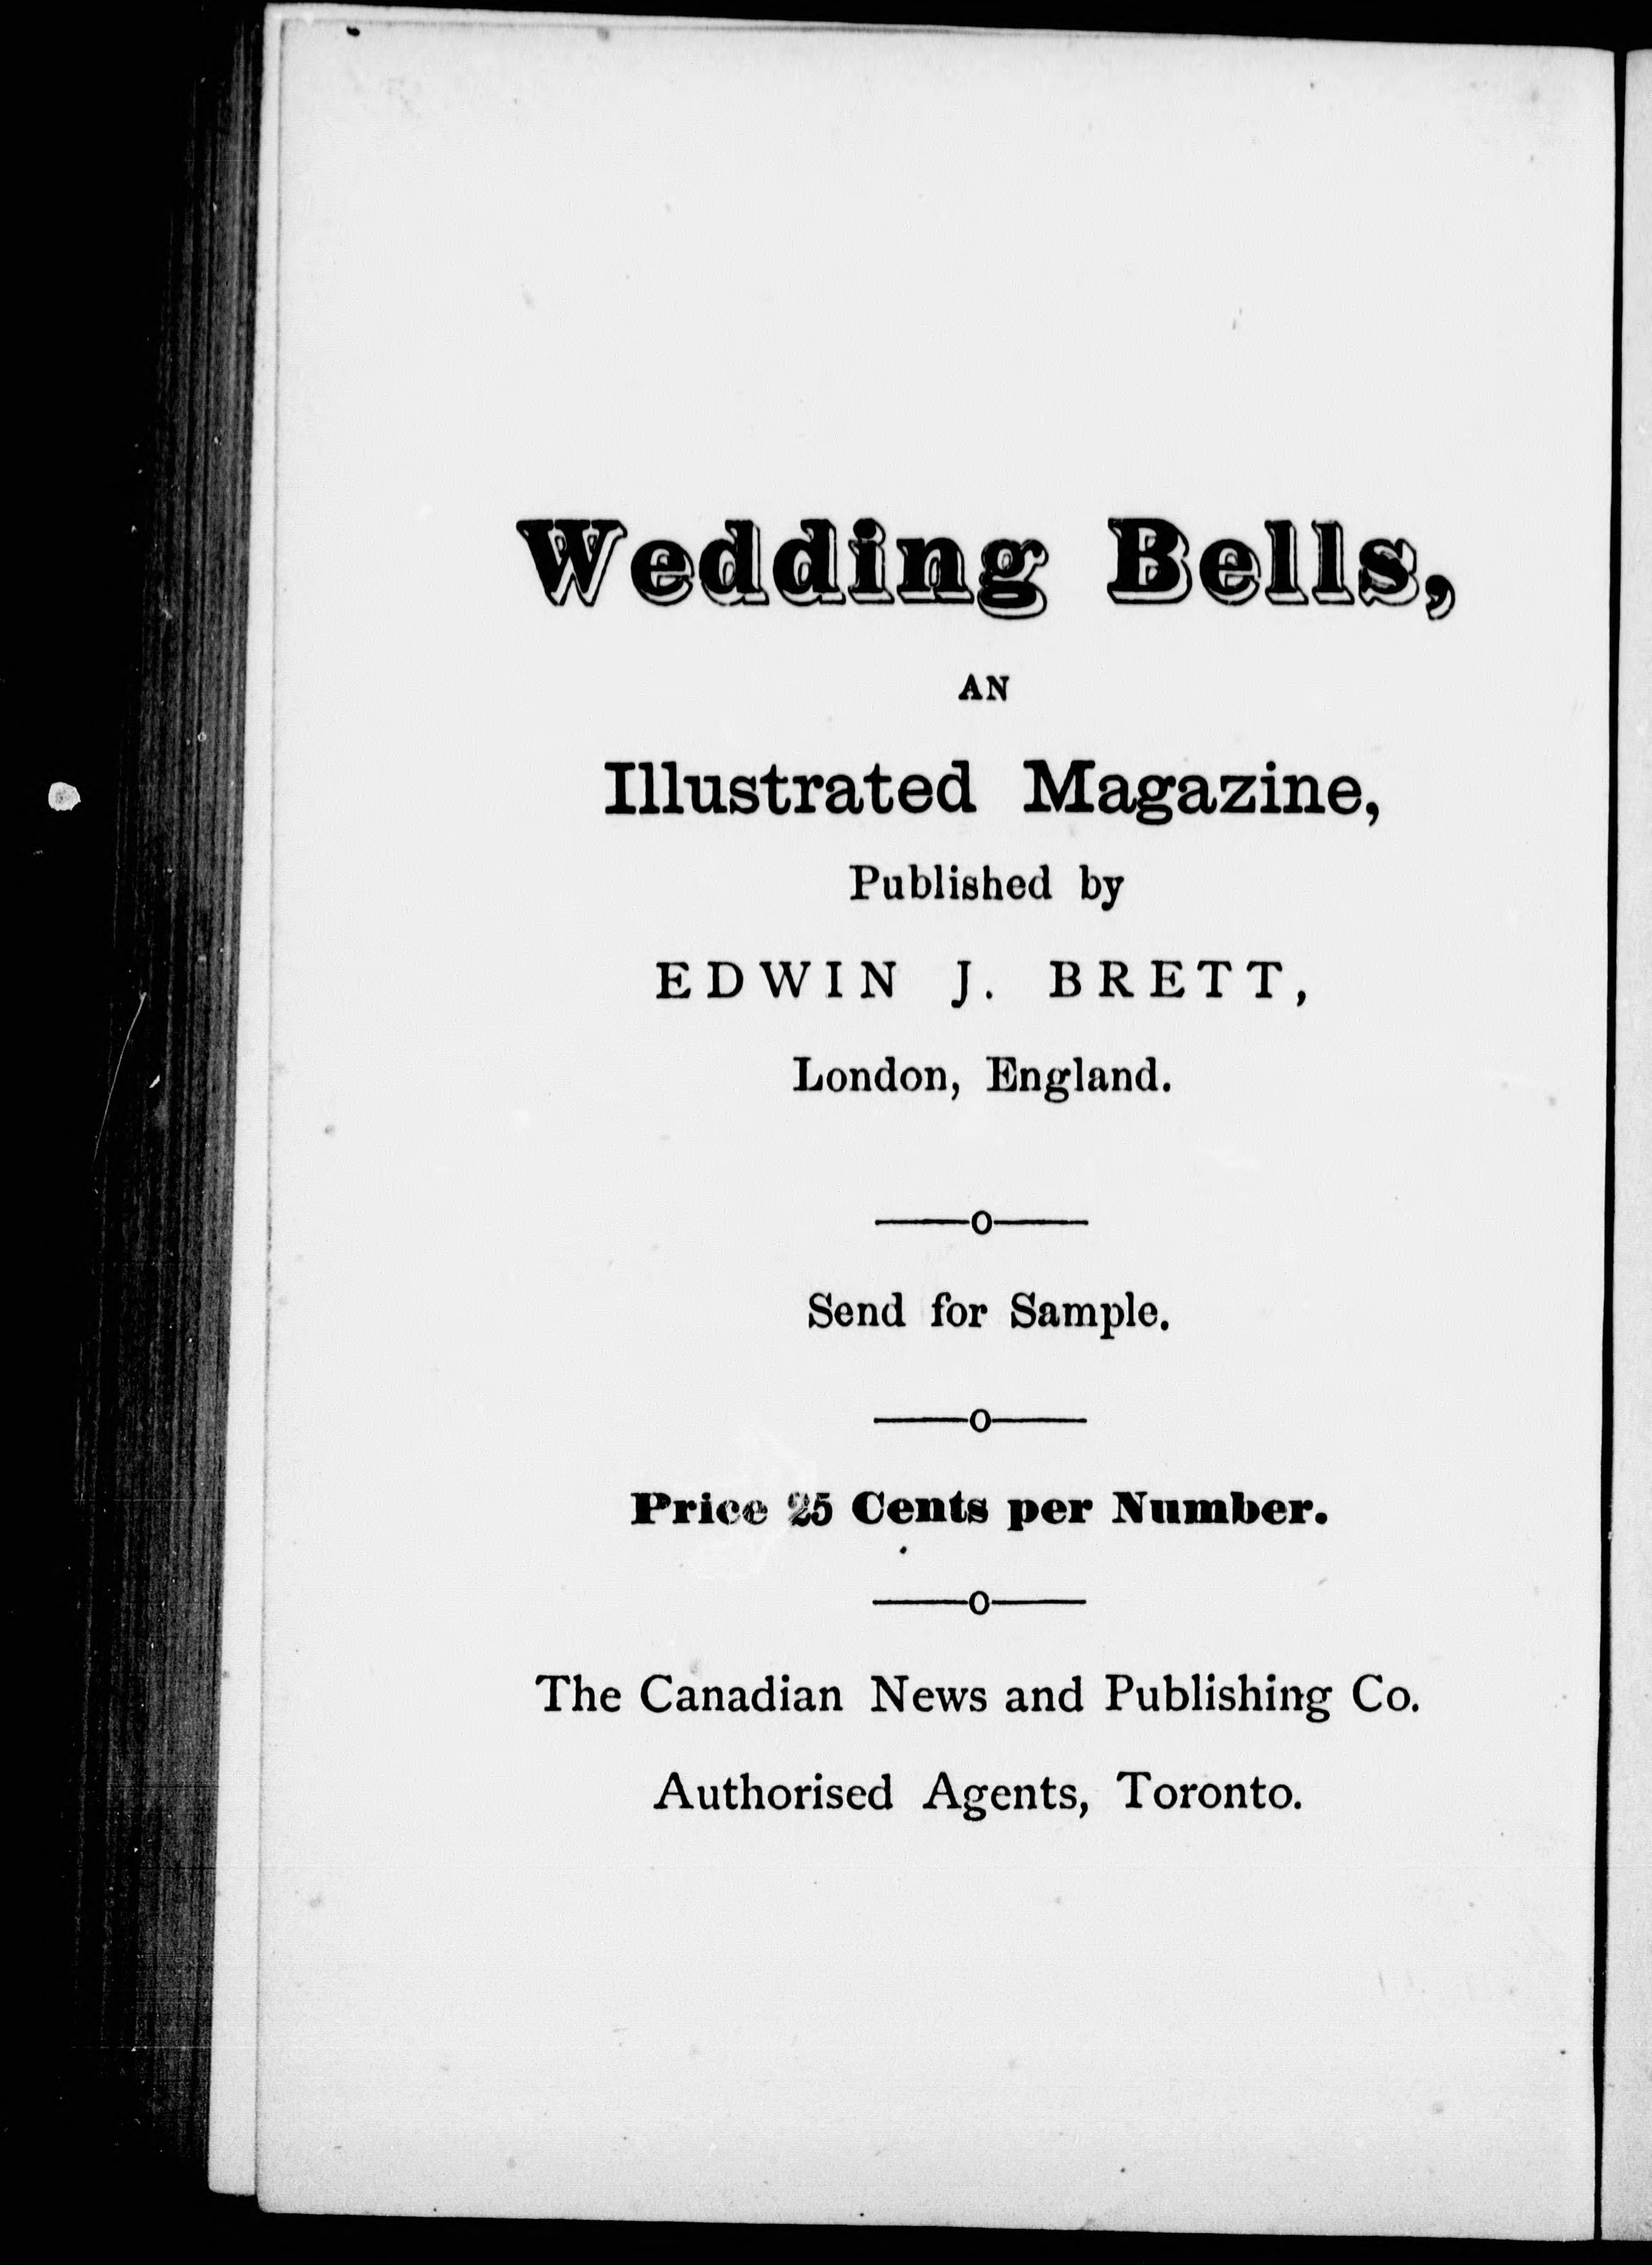 Wedding Bells,
AN
Illustrated Magazine,
Published by
EDWIN J. BRETT,
London, England.
———o———
Send for Sample.
———o———
Price 25 Cents per Number.
———o———
The Canadian News and Publishing Co.
Authorised Agents, Toronto.